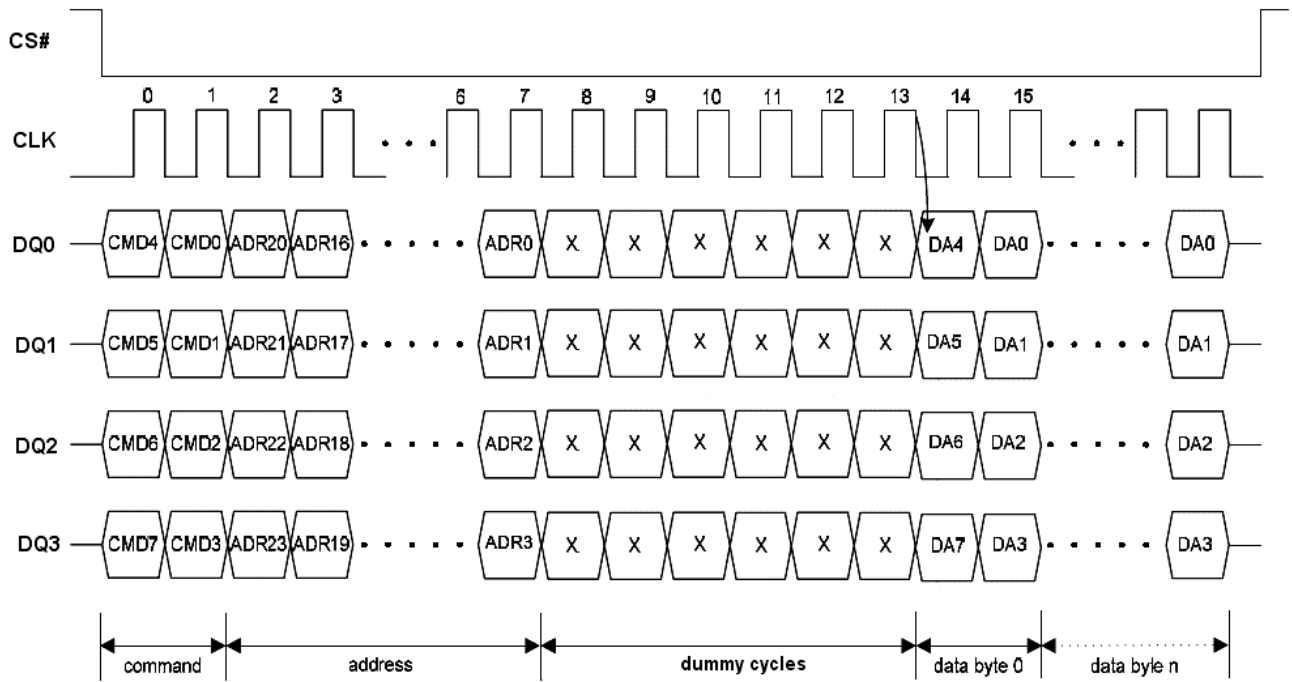 CS#
0 1 2 3 6 7 8 9 10 11 12 13 14 15
CLK
DQ0 CMD4 CMD0 ADR20 ADR16 ADR0 X X X X X X DA4 DA0 DA0
DQ1 CMD5 CMD1 ADR21 ADR17 ADR1 X X X X X X DA5 DA1 DA1
DQ2 CMD6 CMD2 ADR22 ADR18 ADR2 X X X X X X DA6 DA2 DA2
DQ3 CMD7 CMD3 ADR23 ADR19 ADR3 X X X X X X DA7 DA3 DA3
command address dummy cycles data byte 0 data byle n